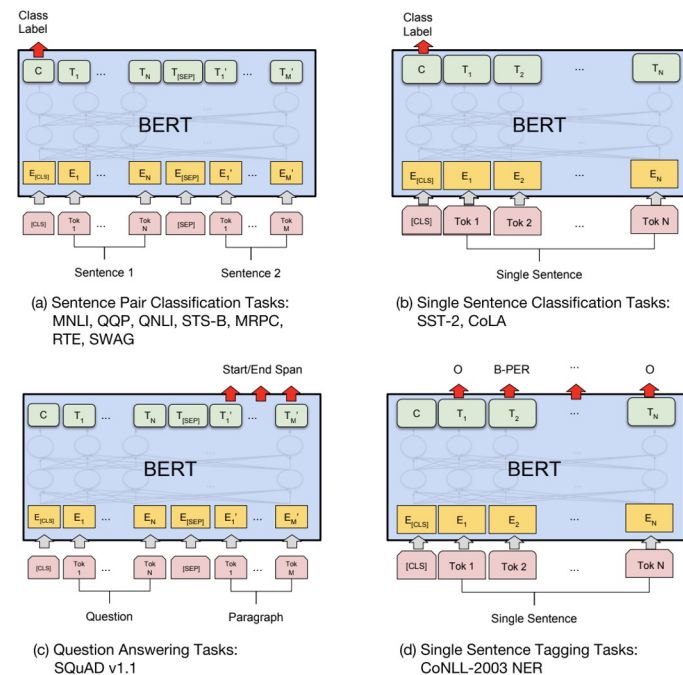 Class
Label
C T1 ... TN T[SEP] T1' ... TM'
BERT
E[CLS] E1 ... EN E[SEP] E1' ... EM'
[CLS] Tok 1 ... Tok N [SEP] Tok 1 ... Tok M
Sentence 1 Sentence 2
(a) Sentence Pair Classification Tasks:
MNLI, QQP, QNLI, STS-B, MRPC,
RTE, SWAG
Class
Label
C T1 T2 ... TN
BERT
E[CLS] E1 E2 ... EN
[CLS] Tok 1 Tok 2 ... Tok N
Single Sentence
(b) Single Sentence Classification Tasks:
SST-2, CoLA
Start/End Span
C T1 ... TN T[SEP] T1' ... TM'
BERT
E[CLS] E1 ... EN E[SEP] E1' ... EM'
[CLS] Tok 1 ... Tok N [SEP] Tok 1 ... Tok M
Question Paragraph
(c) Question Answering Tasks:
SQuAD v1.1
O B-PER ... O
C T1 T2 ... TN
BERT
E[CLS] E1 E2 ... EN
[CLS] Tok 1 Tok 2 ... Tok N
Single Sentence
(d) Single Sentence Tagging Tasks:
CoNLL-2003 NER